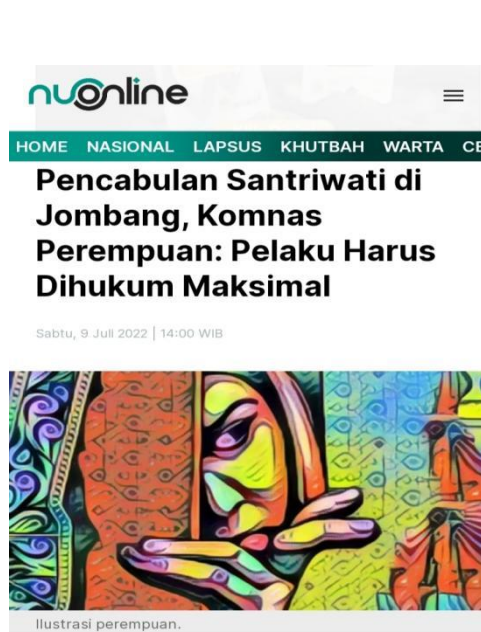 nuonline
HOME NASIONAL LAPSUS KHUTBAH WARTA CE
Pencabulan Santriwati di
Jombang, Komnas
Perempuan: Pelaku Harus
Dihukum Maksimal
Sabtu, 9 Juli 2022 | 14:00 WIB
Ilustrasi perempuan.